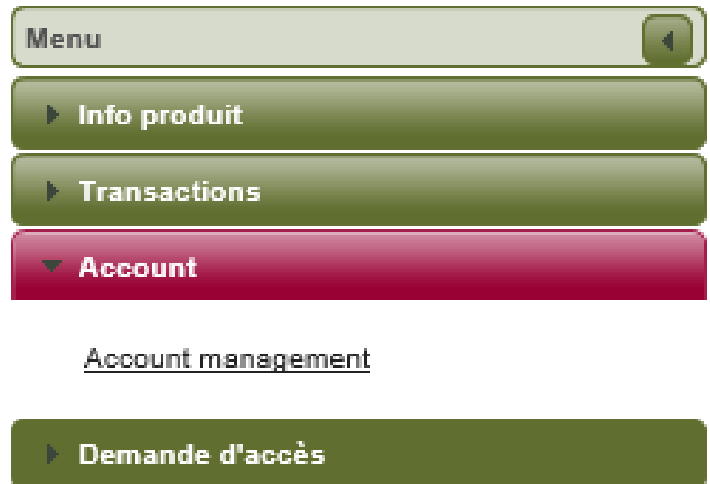 Menu
Info produit
Transactions
Account
Account management
Demande d'accès